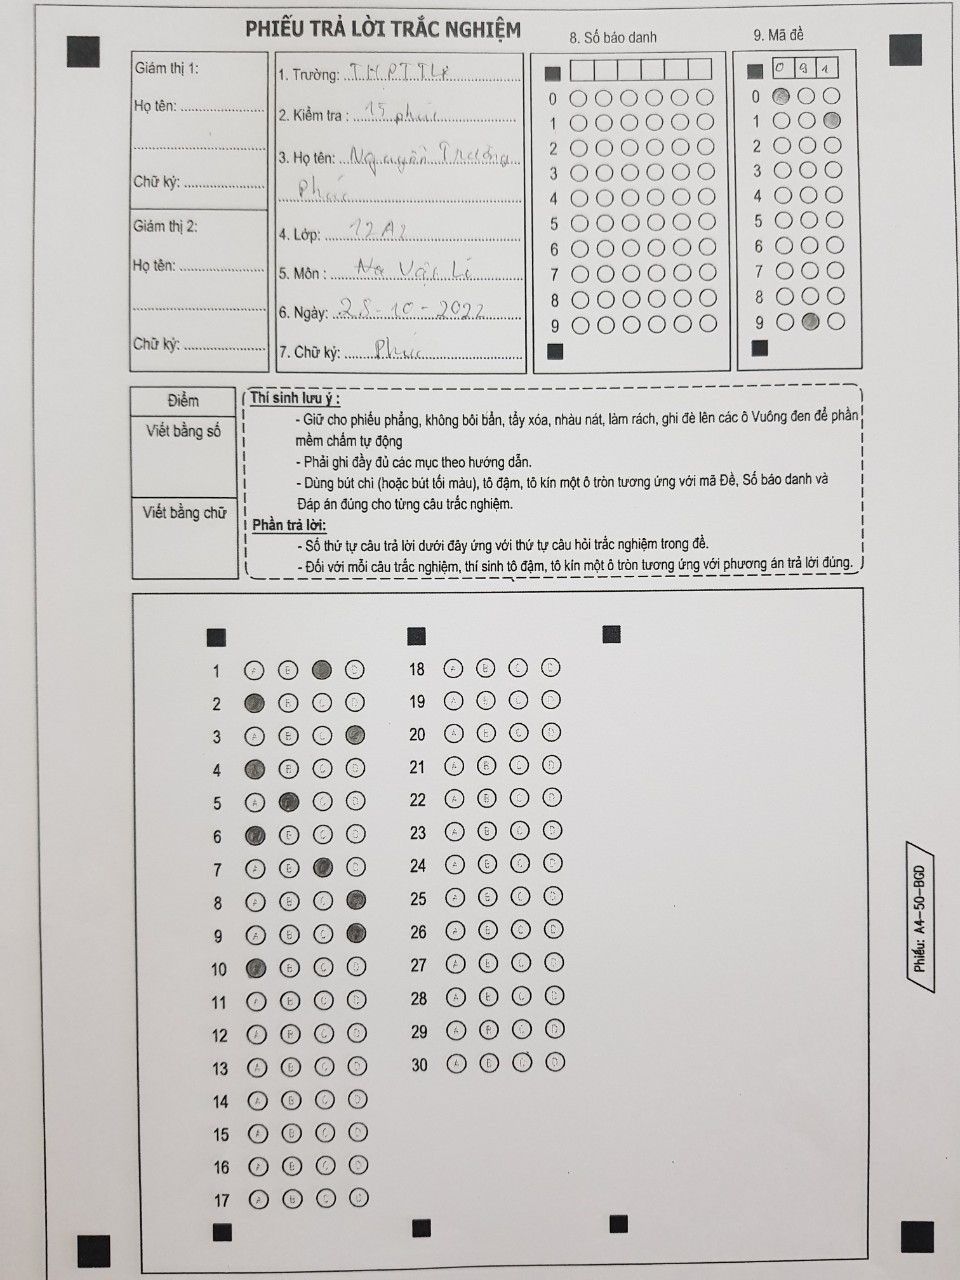 PHIẾU TRẢ LỜI TRẮC NGHIỆM
Giám thị 1:
Họ tên:
Chữ ký:
Giám thị 2:
Họ tên:
Chữ ký:
1. Trường: THPT TLK
2. Kiểm tra : 15 phút
3. Họ tên: Nguyễn Trường
Phúc
4. Lớp: 12A2
5. Môn : Vật Lí
6. Ngày: 28-10-2022
7. Chữ ký: Phúc
8. Số báo danh
0
1
2
3
4
5
6
7
8
9
9. Mã đề
0 9 1
0
1
2
3
4
5
6
7
8
9
Điểm
Viết bằng số
Viết bằng chữ
Thí sinh lưu ý :
- Giữ cho phiếu phẳng, không bôi bẩn, tẩy xóa, nhàu nát, làm rách, ghi đè lên các ô Vuông đen để phần
mềm chấm tự động
- Phải ghi đầy đủ các mục theo hướng dẫn.
- Dùng bút chì (hoặc bút tối màu), tô đậm, tô kín một ô tròn tương ứng với mã Đề, Số báo danh và
Đáp án đúng cho từng câu trắc nghiệm.
Phần trả lời:
- Số thứ tự câu trả lời dưới đây ứng với thứ tự câu hỏi trắc nghiệm trong đề.
- Đối với mỗi câu trắc nghiệm, thí sinh tô đậm, tô kín một ô tròn tương ứng với phương án trả lời đúng.
1 A B D
2 B C D
3 A B C
4 B C D
5 A C D
6 B C D
7 A B D
8 A B C
9 A B C
10 B C D
11 A B C D
12 A B C D
13 A B C D
14 A B C D
15 A B C D
16 A B C D
17 A B C D
18 A B C D
19 A B C D
20 A B C D
21 A B C D
22 A B C D
23 A B C D
24 A B C D
25 A B C D
26 A B C D
27 A B C D
28 A B C D
29 A B C D
30 A B C D
Phiếu: A4-50-BGD